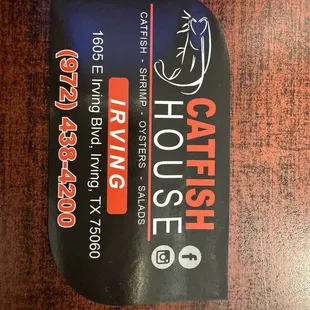 CATFISH
HOUSE
CATFISH - SHRIMP - OYSTERS - SALADS
IRVING
1605 E Irving Blvd, Irving, TX 75060
(972) 438-4200